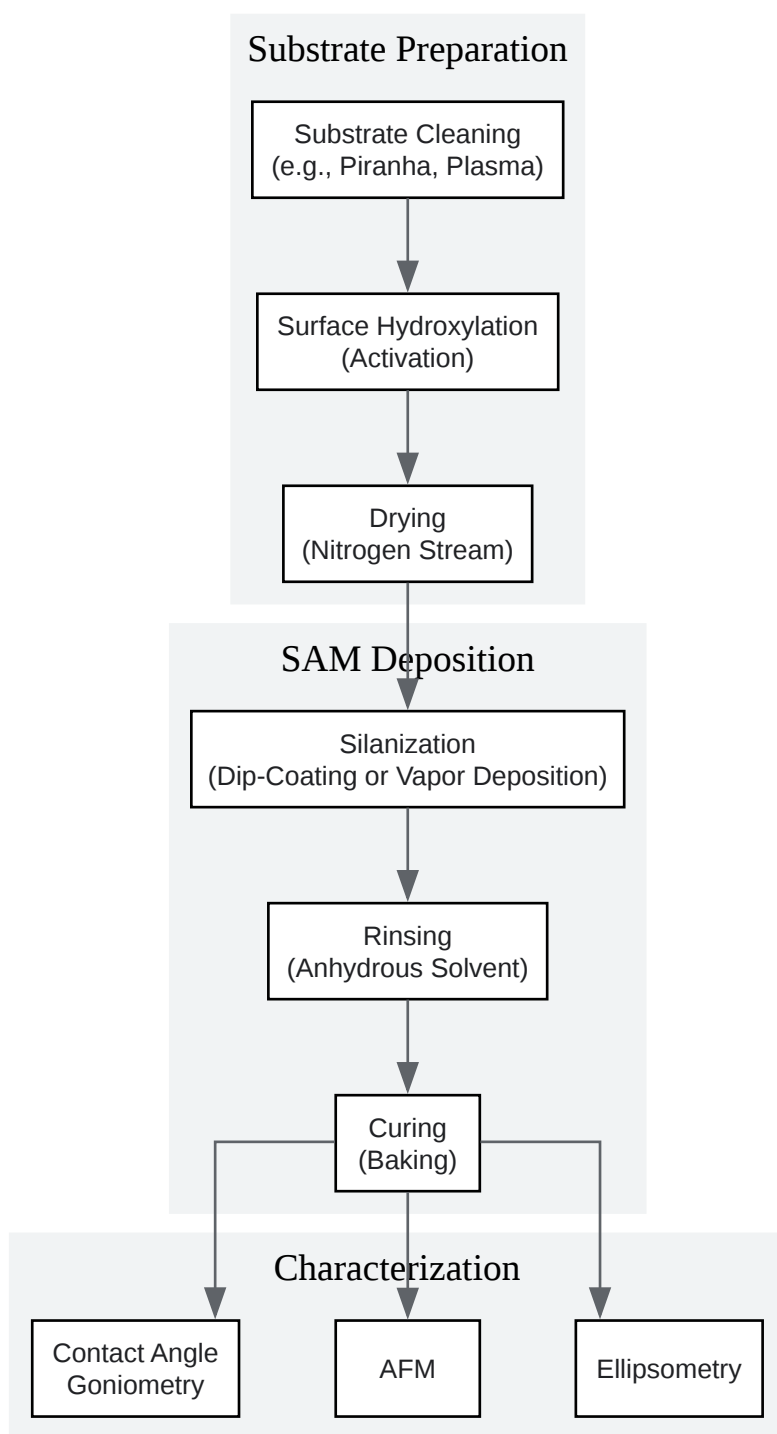 Substrate Preparation
Substrate Cleaning
(e.g., Piranha, Plasma)
Surface Hydroxylation
(Activation)
Drying
(Nitrogen Stream)
SAM Deposition
Silanization
(Dip-Coating or Vapor Deposition)
Rinsing
(Anhydrous Solvent)
Curing
(Baking)
Characterization
Contact Angle
Goniometry
AFM
Ellipsometry